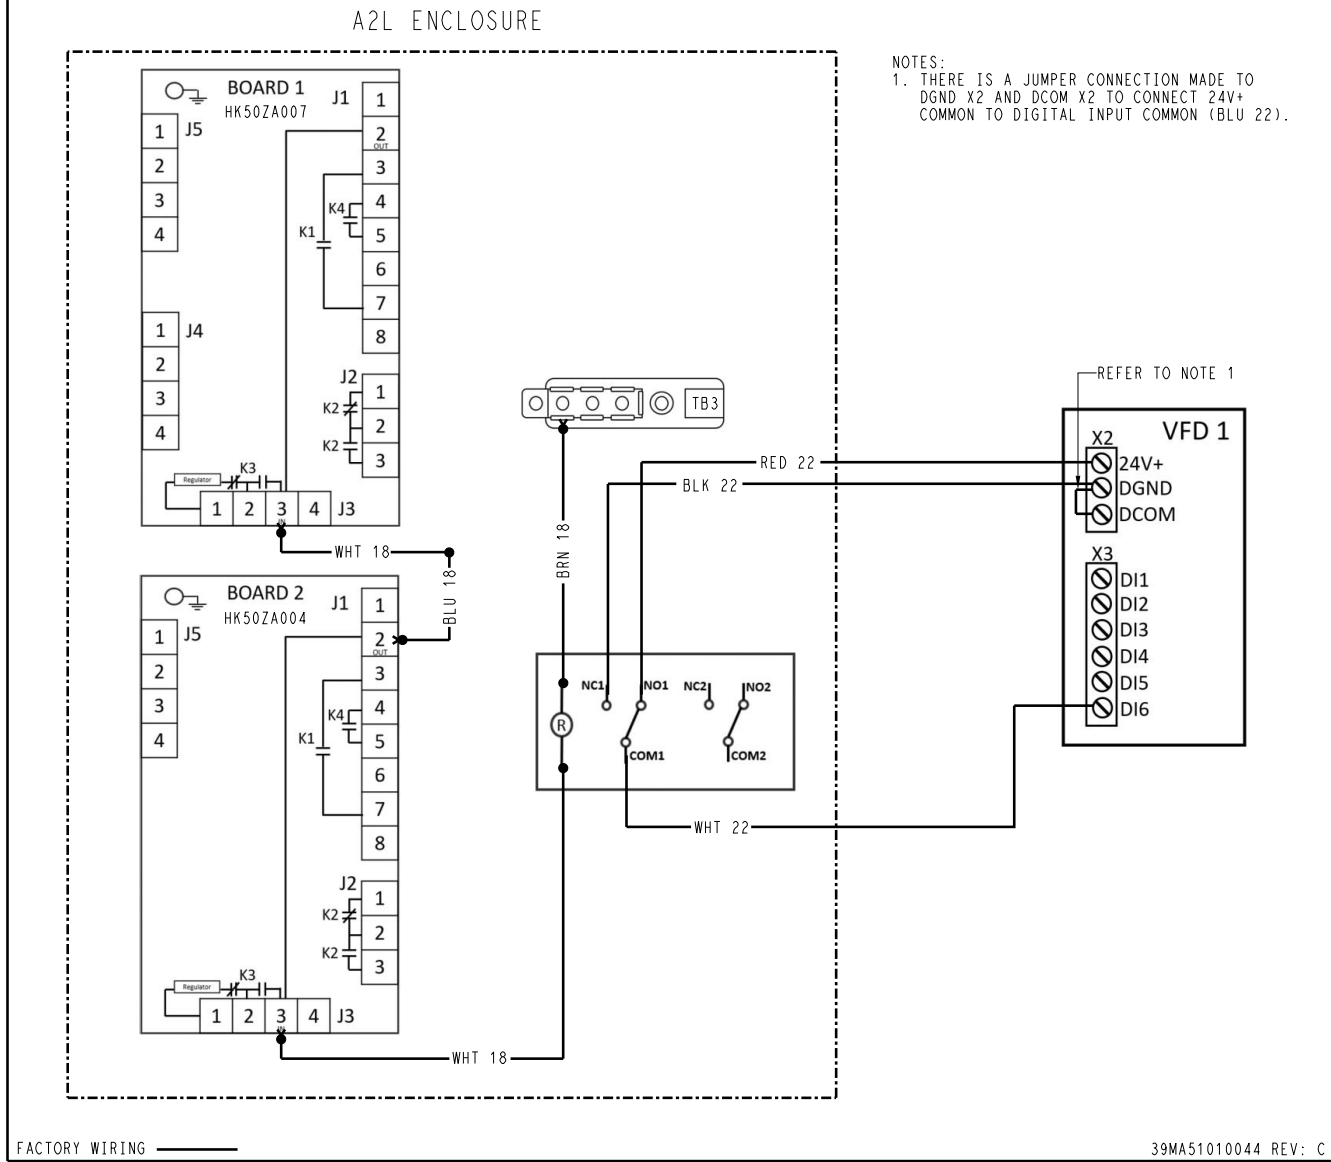 A2L ENCLOSURE
NOTES:
1. THERE IS A JUMPER CONNECTION MADE TO
DGND X2 AND DCOM X2 TO CONNECT 24V+
COMMON TO DIGITAL INPUT COMMON (BLU 22).
BOARD 1
HK50ZA007
J1
1
2
OUT
3
4
5
6
7
8
K4
K1
J5
1
2
3
4
J4
1
2
3
4
J2
1
2
3
K2
K2
Regulator
K3
1
2
3
IN
4
J3
WHT 18
BLU 18
BOARD 2
HK50ZA004
J1
1
2
OUT
3
4
5
6
7
8
K4
K1
J5
1
2
3
4
J2
1
2
3
K2
K2
Regulator
K3
1
2
3
IN
4
J3
WHT 18
TB3
BRN 18
RED 22
BLK 22
NC1
NO1
NC2
NO2
R
COM1
COM2
WHT 22
REFER TO NOTE 1
VFD 1
X2
24V+
DGND
DCOM
X3
DI1
DI2
DI3
DI4
DI5
DI6
FACTORY WIRING
39MA51010044 REV: C